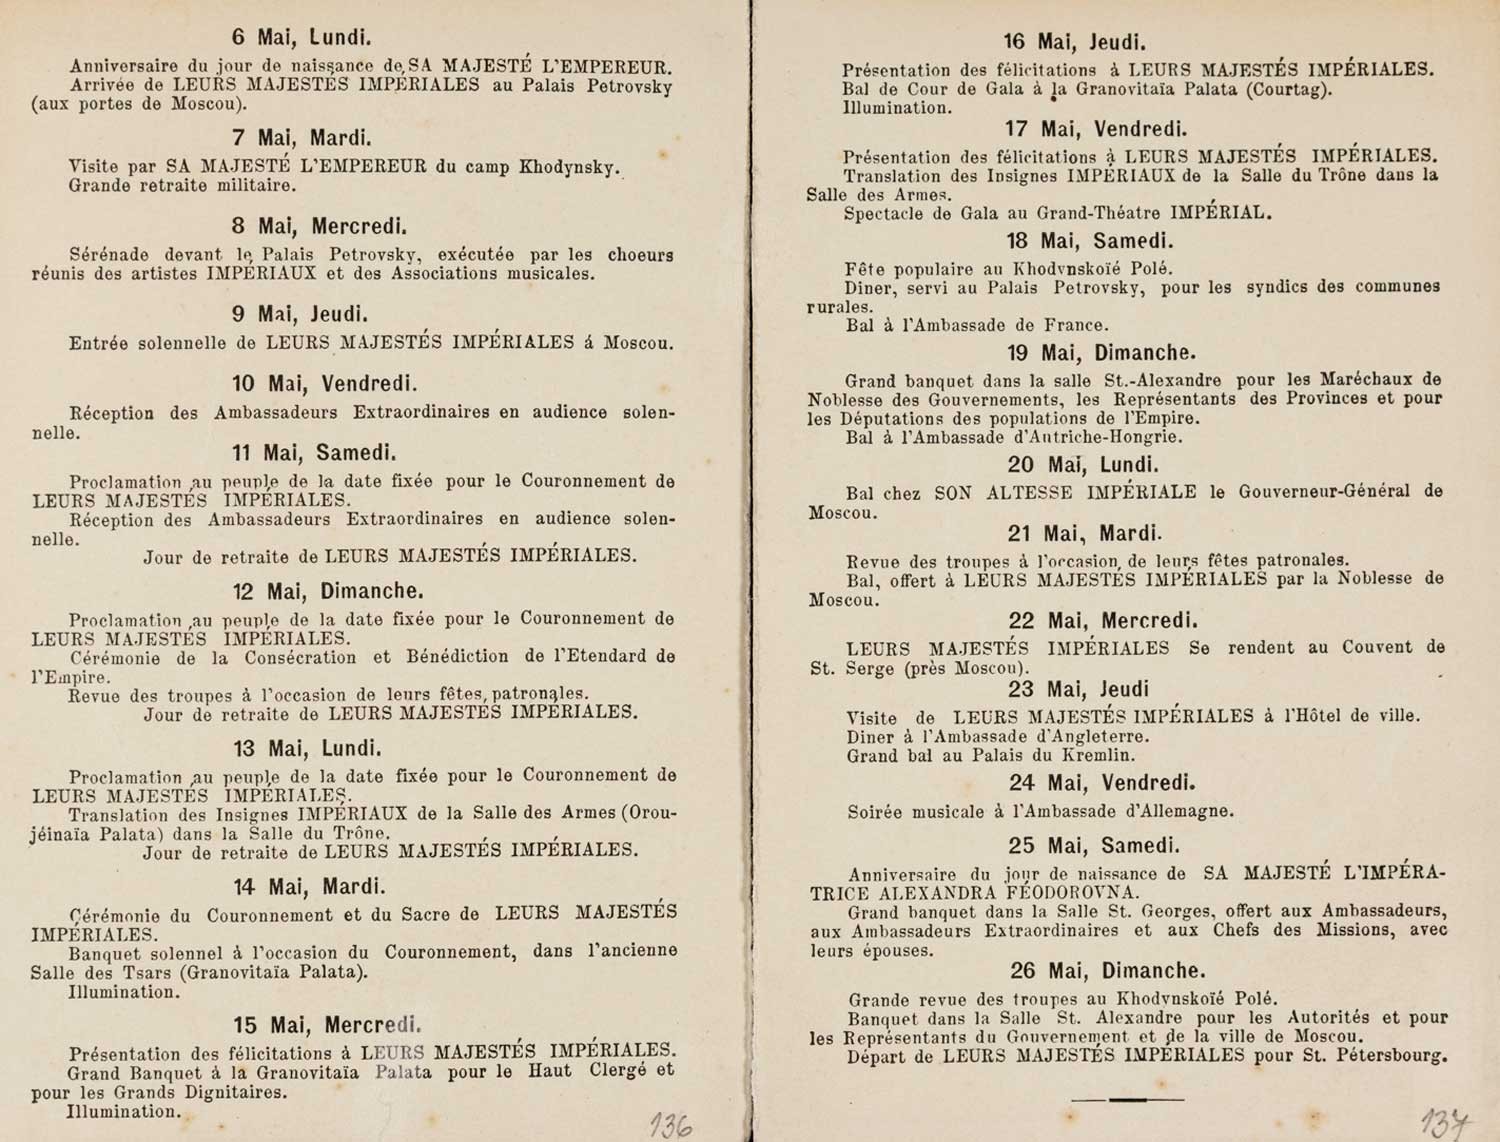 6 Mai, Lundi.
Anniversaire du jour de naissance de SA MAJESTÉ L'EMPEREUR.
Arrivée de LEURS MAJESTÉS IMPÉRIALES au Palais Petrovsky
(aux portes de Moscou).
7 Mai, Mardi.
Visite par SA MAJESTÉ L'EMPEREUR du camp Khodynsky.
Grande retraite militaire.
8 Mai, Mercredi.
Sérénade devant le Palais Petrovsky, exécutée par les choeurs
réunis des artistes IMPÉRIAUX et des Associations musicales.
9 Mai, Jeudi.
Entrée solennelle de LEURS MAJESTÉS IMPÉRIALES á Moscou.
10 Mai, Vendredi.
Réception des Ambassadeurs Extraordinaires en audience solen-
nelle.
11 Mai, Samedi.
Proclamation au peuple de la date fixée pour le Couronnement de
LEURS MAJESTÉS IMPÉRIALES.
Réception des Ambassadeurs Extraordinaires en audience solen-
nelle.
Jour de retraite de LEURS MAJESTÉS IMPÉRIALES.
12 Mai, Dimanche.
Proclamation au peuple de la date fixée pour le Couronnement de
LEURS MAJESTÉS IMPÉRIALES.
Cérémonie de la Consécration et Bénédiction de l'Etendard de
l'Empire.
Revue des troupes à l'occasion de leurs fêtes patronales.
Jour de retraite de LEURS MAJESTÉS IMPÉRIALES.
13 Mai, Lundi.
Proclamation au peuple de la date fixée pour le Couronnement de
LEURS MAJESTÉS IMPÉRIALES.
Translation des Insignes IMPÉRIAUX de la Salle des Armes (Orou-
jéinaïa Palata) dans la Salle du Trône.
Jour de retraite de LEURS MAJESTÉS IMPÉRIALES.
14 Mai, Mardi.
Cérémonie du Couronnement et du Sacre de LEURS MAJESTÉS
IMPÉRIALES.
Banquet solennel à l'occasion du Couronnement, dans l'ancienne
Salle des Tsars (Granovitaïa Palata).
Illumination.
15 Mai, Mercredi.
Présentation des félicitations à LEURS MAJESTÉS IMPÉRIALES.
Grand Banquet à la Granovitaïa Palata pour le Haut Clergé et
pour les Grands Dignitaires.
Illumination.
136
16 Mai, Jeudi.
Présentation des félicitations à LEURS MAJESTÉS IMPÉRIALES.
Bal de Cour de Gala à la Granovitaïa Palata (Courtag).
Illumination.
17 Mai, Vendredi.
Présentation des félicitations à LEURS MAJESTÉS IMPÉRIALES.
Translation des Insignes IMPÉRIAUX de la Salle du Trône dans la
Salle des Armes.
Spectacle de Gala au Grand-Théatre IMPÉRIAL.
18 Mai, Samedi.
Fête populaire au Khodynskoïé Polé.
Diner, servi au Palais Petrovsky, pour les syndics des communes
rurales.
Bal à l'Ambassade de France.
19 Mai, Dimanche.
Grand banquet dans la salle St.-Alexandre pour les Maréchaux de
Noblesse des Gouvernements, les Représentants des Provinces et pour
les Députations des populations de l'Empire.
Bal à l'Ambassade d'Autriche-Hongrie.
20 Mai, Lundi.
Bal chez SON ALTESSE IMPÉRIALE le Gouverneur-Général de
Moscou.
21 Mai, Mardi.
Revue des troupes à l'occasion de leurs fêtes patronales.
Bal, offert à LEURS MAJESTÉS IMPÉRIALES par la Noblesse de
Moscou.
22 Mai, Mercredi.
LEURS MAJESTÉS IMPÉRIALES Se rendent au Couvent de
St. Serge (près Moscou).
23 Mai, Jeudi
Visite de LEURS MAJESTÉS IMPÉRIALES à l'Hôtel de ville.
Diner à l'Ambassade d'Angleterre.
Grand bal au Palais du Kremlin.
24 Mai, Vendredi.
Soirée musicale à l'Ambassade d'Allemagne.
25 Mai, Samedi.
Anniversaire du jour de naissance de SA MAJESTÉ L'IMPÉRA-
TRICE ALEXANDRA FÉODOROVNA.
Grand banquet dans la Salle St. Georges, offert aux Ambassadeurs,
aux Ambassadeurs Extraordinaires et aux Chefs des Missions, avec
leurs épouses.
26 Mai, Dimanche.
Grande revue des troupes au Khodynskoïé Polé.
Banquet dans la Salle St. Alexandre pour les Autorités et pour
les Représentants du Gouvernement et de la ville de Moscou.
Départ de LEURS MAJESTÉS IMPÉRIALES pour St. Pétersbourg.
137